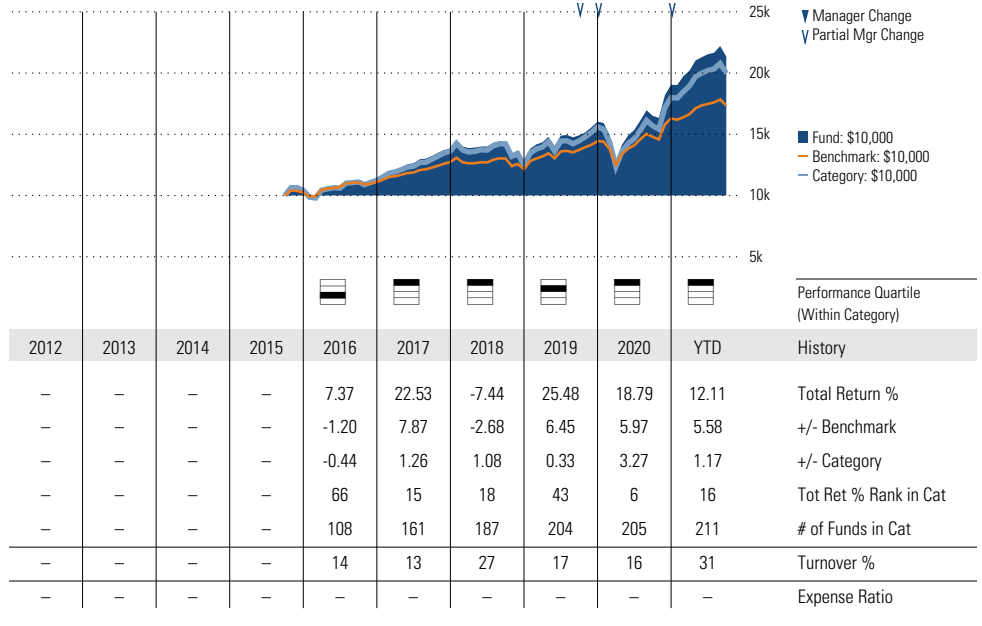 25k
20k
15k
10k
5k
Manager Change
Partial Mgr Change
Fund: $10,000
Benchmark: $10,000
Category: $10,000
Performance Quartile
(Within Category)
2012 2013 2014 2015 2016 2017 2018 2019 2020 YTD History
– – – – 7.37 22.53 -7.44 25.48 18.79 12.11 Total Return %
– – – – -1.20 7.87 -2.68 6.45 5.97 5.58 +/- Benchmark
– – – – -0.44 1.26 1.08 0.33 3.27 1.17 +/- Category
– – – – 66 15 18 43 6 16 Tot Ret % Rank in Cat
– – – – 108 161 187 204 205 211 # of Funds in Cat
– – – – 14 13 27 17 16 31 Turnover %
– – – – – – – – – – Expense Ratio